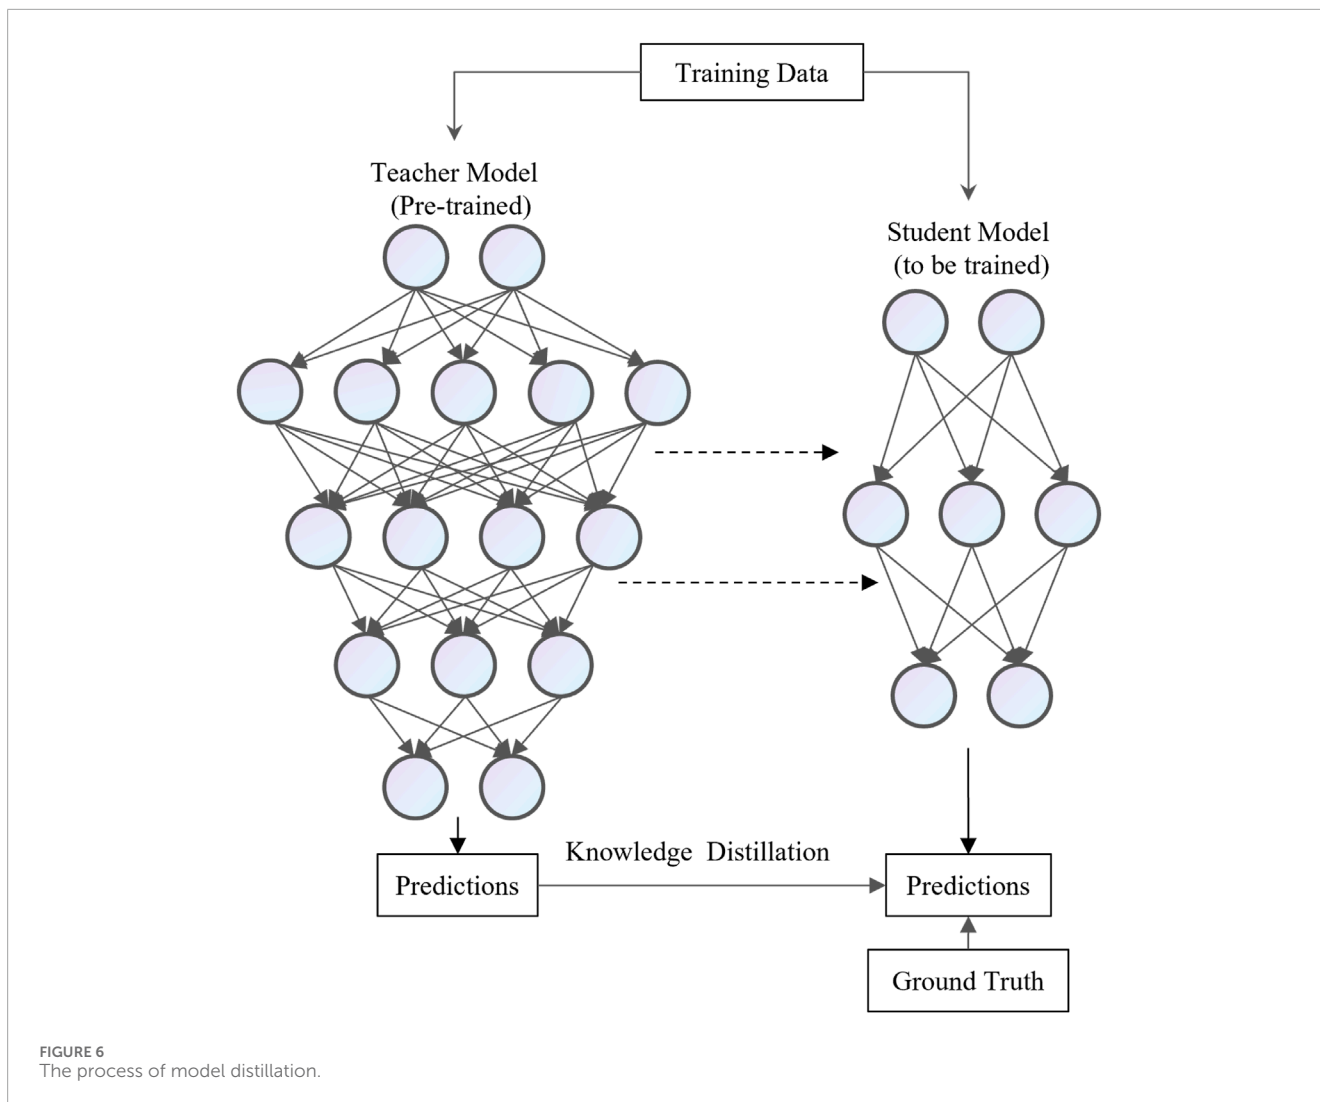 Training Data
Teacher Model
(Pre-trained)
Student Model
(to be trained)
Knowledge Distillation
Predictions
Predictions
Ground Truth
FIGURE 6
The process of model distillation.